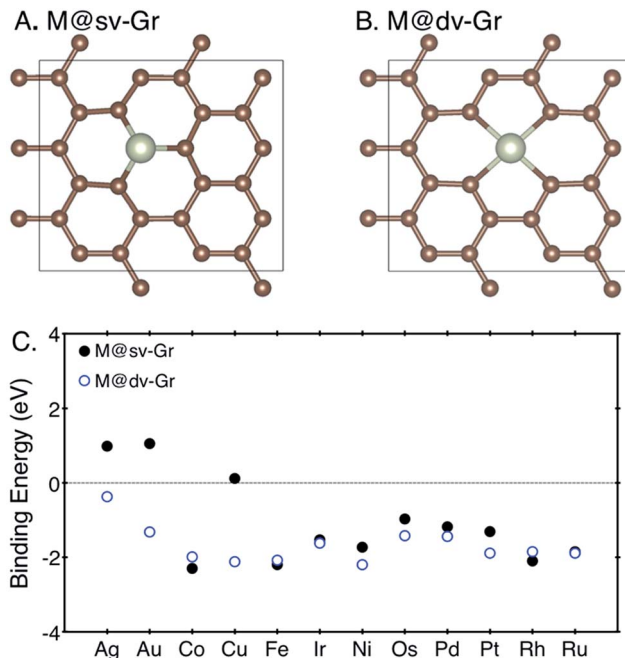 A. M@sv-Gr
B. M@dv-Gr
C.
M@sv-Gr
M@dv-Gr
Binding Energy (eV)
4
2
0
-2
-4
Ag Au Co Cu Fe Ir Ni Os Pd Pt Rh Ru